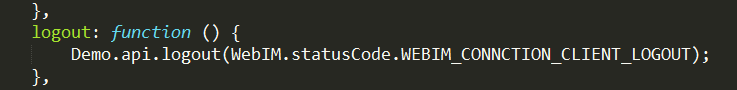 },
logout: function () {
Demo.api.logout(WebIM.statusCode.WEBIM_CONNCTION_CLIENT_LOGOUT);
},